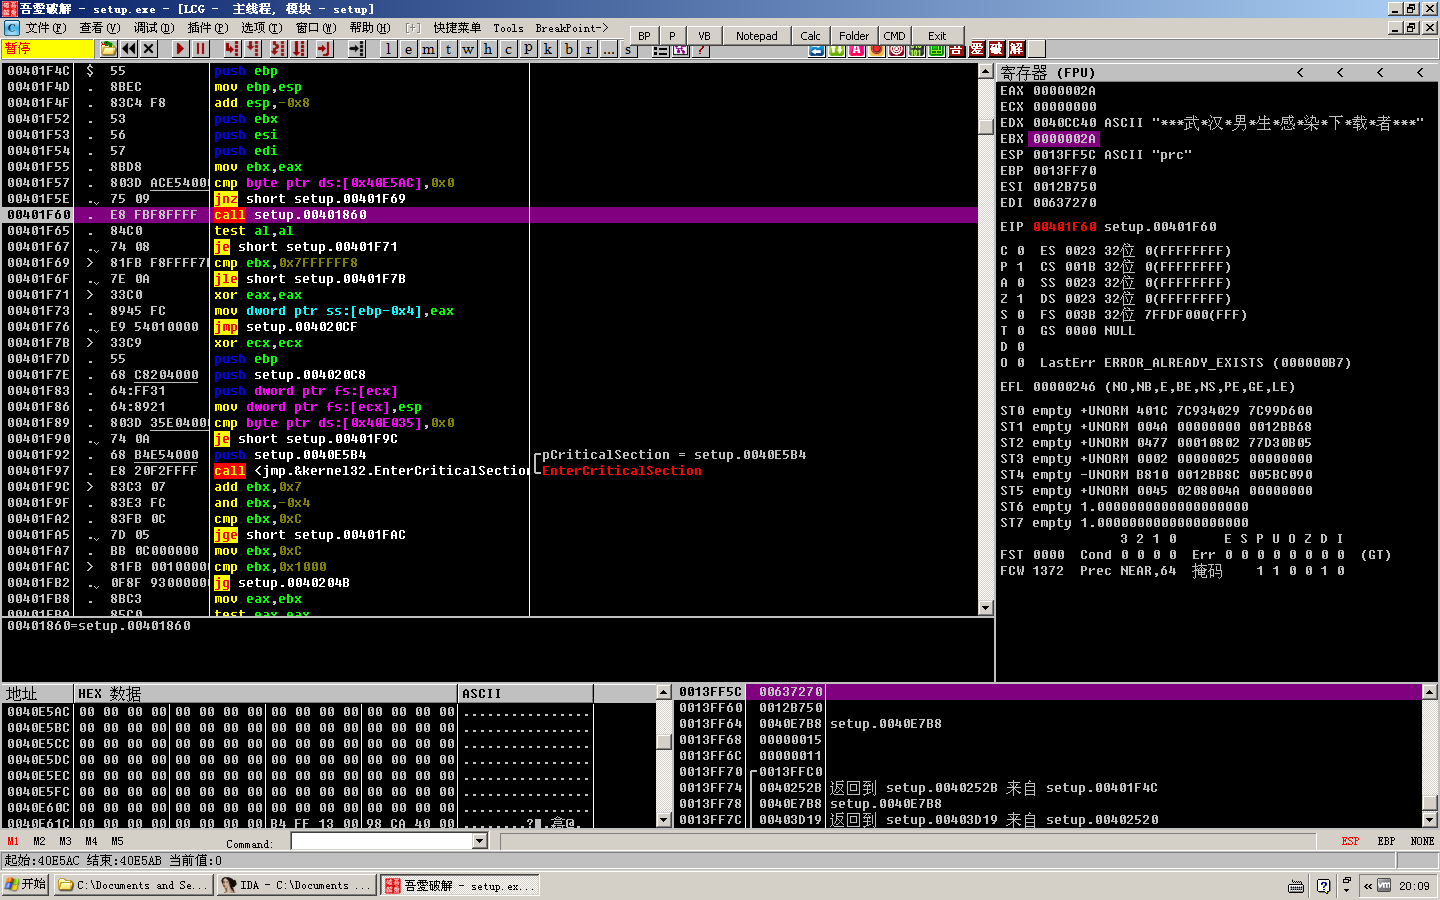 吾爱破解 - setup.exe - [LCG - 主线程, 模块 - setup]
文件(F) 查看(V) 调试(D) 插件(P) 选项(T) 窗口(W) 帮助(H) [+] 快捷菜单 Tools BreakPoint->
BP P VB Notepad Calc Folder CMD Exit
暂停 l e m t w h c p k b r ... s
00401F4C $ 55 push ebp
00401F4D . 8BEC mov ebp,esp
00401F4F . 83C4 F8 add esp,-0x8
00401F52 . 53 push ebx
00401F53 . 56 push esi
00401F54 . 57 push edi
00401F55 . 8BD8 mov ebx,eax
00401F57 . 803D ACE54000 cmp byte ptr ds:[0x40E5AC],0x0
00401F5E . 75 09 jnz short setup.00401F69
00401F60 . E8 FBF8FFFF call setup.00401860
00401F65 . 84C0 test al,al
00401F67 . 74 08 je short setup.00401F71
00401F69 > 81FB F8FFFF7 cmp ebx,0x7FFFFFF8
00401F6F . 7E 0A jle short setup.00401F7B
00401F71 > 33C0 xor eax,eax
00401F73 . 8945 FC mov dword ptr ss:[ebp-0x4],eax
00401F76 . E9 54010000 jmp setup.004020CF
00401F7B > 33C9 xor ecx,ecx
00401F7D . 55 push ebp
00401F7E . 68 C8204000 push setup.004020C8
00401F83 . 64:FF31 push dword ptr fs:[ecx]
00401F86 . 64:8921 mov dword ptr fs:[ecx],esp
00401F89 . 803D 35E04000 cmp byte ptr ds:[0x40E035],0x0
00401F90 . 74 0A je short setup.00401F9C
00401F92 . 68 B4E54000 push setup.0040E5B4 pCriticalSection = setup.0040E5B4
00401F97 . E8 20F2FFFF call <jmp.&kernel32.EnterCriticalSection EnterCriticalSection
00401F9C > 83C3 07 add ebx,0x7
00401F9F . 83E3 FC and ebx,-0x4
00401FA2 . 83FB 0C cmp ebx,0xC
00401FA5 . 7D 05 jge short setup.00401FAC
00401FA7 . BB 0C000000 mov ebx,0xC
00401FAC > 81FB 00100000 cmp ebx,0x1000
00401FB2 . 0F8F 93000000 jg setup.0040204B
00401FB8 . 8BC3 mov eax,ebx
00401FBA . 85C0 test eax,eax
00401860=setup.00401860
寄存器 (FPU) < < < <
EAX 0000002A
ECX 00000000
EDX 0040CC40 ASCII "***武*汉*男*生*感*染*下*载*者***"
EBX 0000002A
ESP 0013FF5C ASCII "prc"
EBP 0013FF70
ESI 0012B750
EDI 00637270
EIP 00401F60 setup.00401F60
C 0 ES 0023 32位 0(FFFFFFFF)
P 1 CS 001B 32位 0(FFFFFFFF)
A 0 SS 0023 32位 0(FFFFFFFF)
Z 1 DS 0023 32位 0(FFFFFFFF)
S 0 FS 003B 32位 7FFDF000(FFF)
T 0 GS 0000 NULL
D 0
O 0 LastErr ERROR_ALREADY_EXISTS (000000B7)
EFL 00000246 (NO,NB,E,BE,NS,PE,GE,LE)
ST0 empty +UNORM 401C 7C934029 7C99D600
ST1 empty +UNORM 004A 00000000 0012BB68
ST2 empty +UNORM 0477 00010802 77D30B05
ST3 empty +UNORM 0002 00000025 00000000
ST4 empty -UNORM B810 0012BB8C 005BC090
ST5 empty +UNORM 0045 0208004A 00000000
ST6 empty 1.0000000000000000000
ST7 empty 1.0000000000000000000
3 2 1 0 E S P U O Z D I
FST 0000 Cond 0 0 0 0 Err 0 0 0 0 0 0 0 0 (GT)
FCW 1372 Prec NEAR,64 掩码 1 1 0 0 1 0
地址 HEX 数据 ASCII
0040E5AC 00 00 00 00 00 00 00 00 00 00 00 00 00 00 00 00 ................
0040E5BC 00 00 00 00 00 00 00 00 00 00 00 00 00 00 00 00 ................
0040E5CC 00 00 00 00 00 00 00 00 00 00 00 00 00 00 00 00 ................
0040E5DC 00 00 00 00 00 00 00 00 00 00 00 00 00 00 00 00 ................
0040E5EC 00 00 00 00 00 00 00 00 00 00 00 00 00 00 00 00 ................
0040E5FC 00 00 00 00 00 00 00 00 00 00 00 00 00 00 00 00 ................
0040E60C 00 00 00 00 00 00 00 00 00 00 00 00 00 00 00 00 ................
0040E61C 00 00 00 00 00 00 00 00 B4 FF 13 00 98 CA 40 00
0013FF5C 00637270
0013FF60 0012B750
0013FF64 0040E7B8 setup.0040E7B8
0013FF68 00000015
0013FF6C 00000011
0013FF70 0013FFC0
0013FF74 0040252B 返回到 setup.0040252B 来自 setup.00401F4C
0013FF78 0040E7B8 setup.0040E7B8
0013FF7C 00403D19 返回到 setup.00403D19 来自 setup.00402520
M1 M2 M3 M4 M5 Command: ESP EBP NONE
起始:40E5AC 结束:40E5AB 当前值:0
开始 C:\Documents and Se... IDA - C:\Documents ... 吾愛破解 - setup.ex... « 20:09